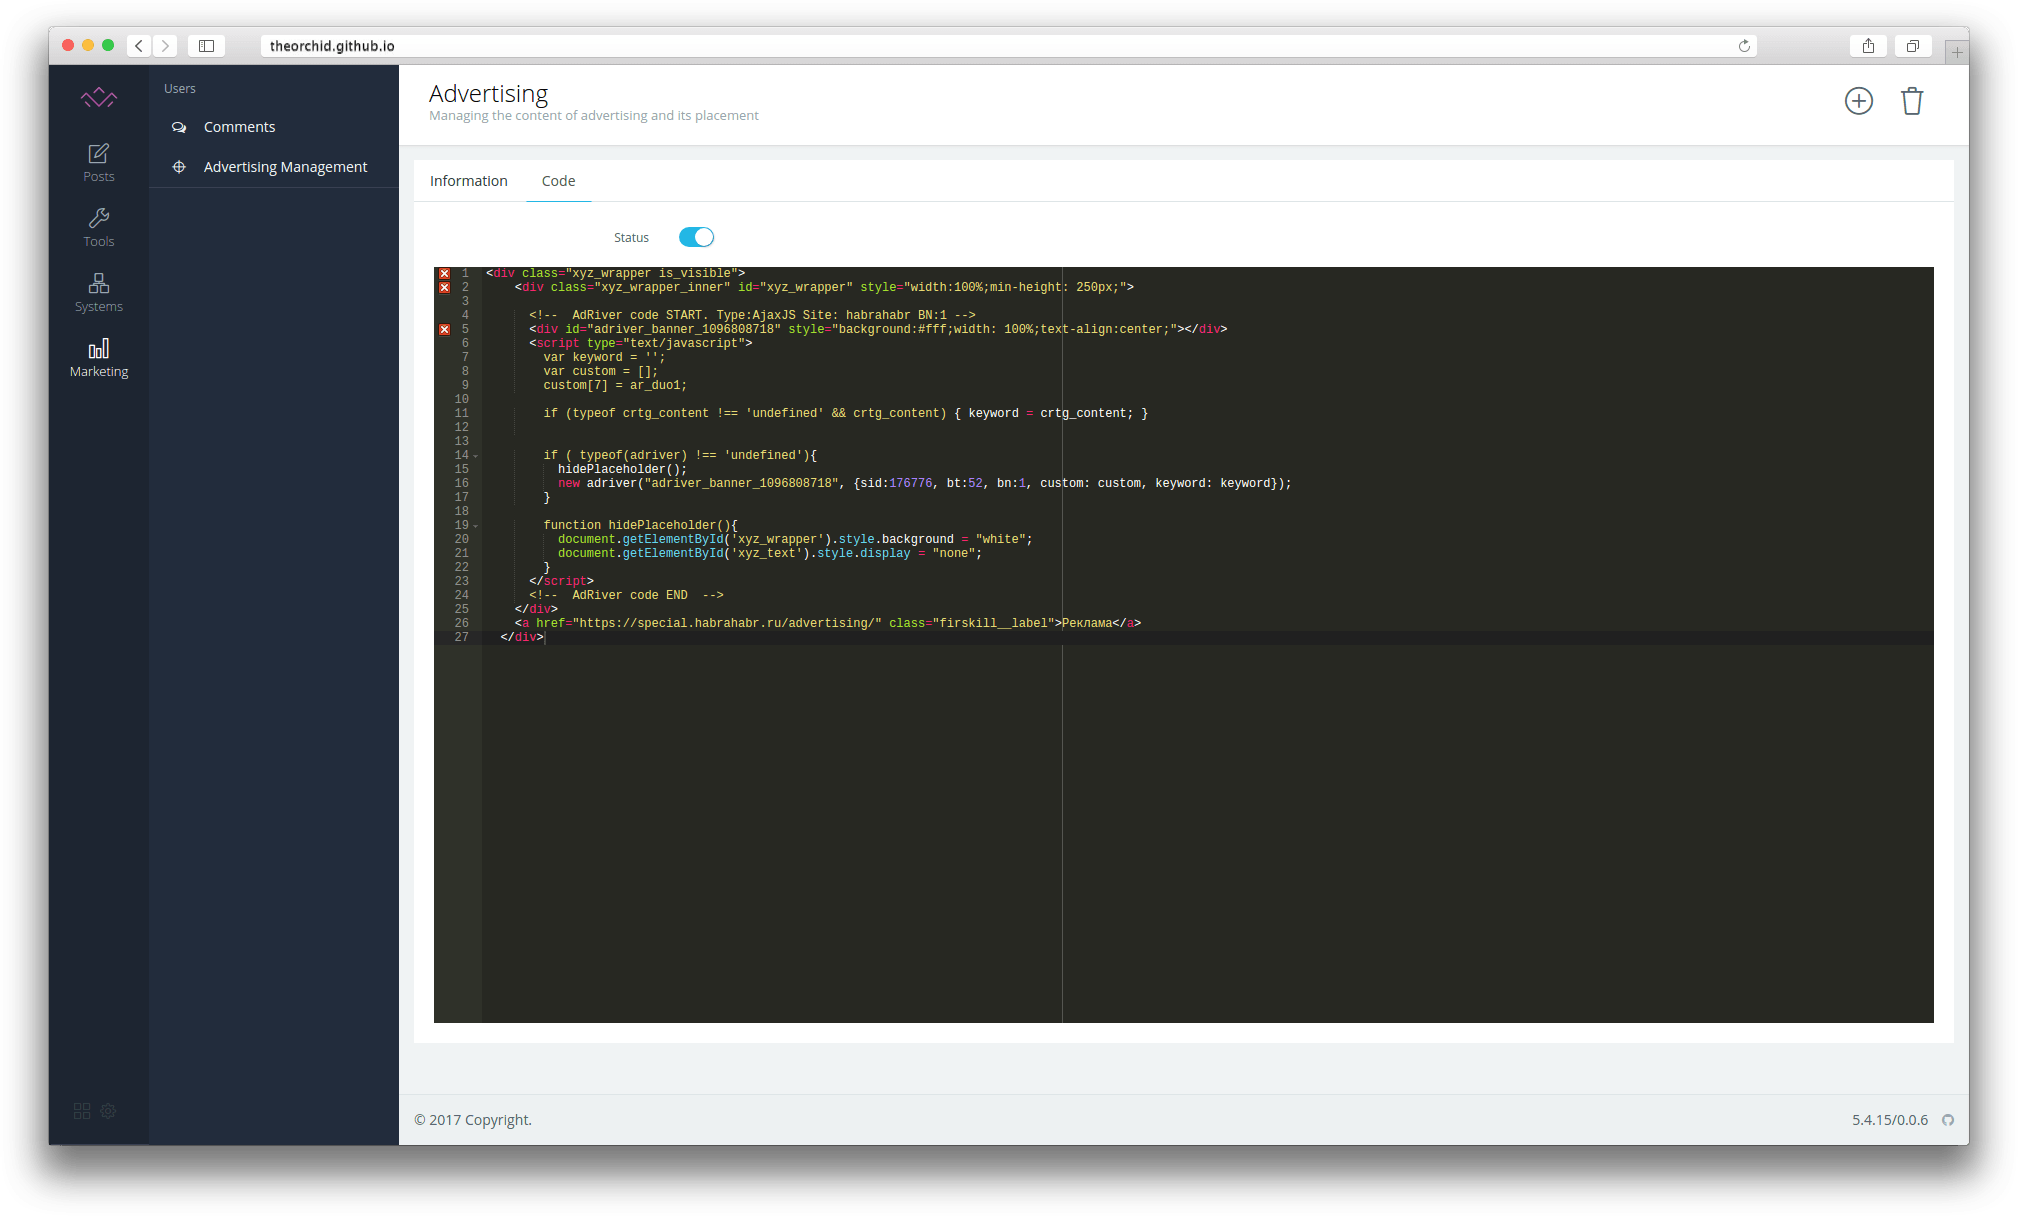 theorchid.github.io
Posts
Tools
Systems
Marketing
Users
Comments
Advertising Management
Advertising
Managing the content of advertising and its placement
Information
Code
Status
1 <div class="xyz_wrapper is_visible">
2 <div class="xyz_wrapper_inner" id="xyz_wrapper" style="width:100%;min-height: 250px;">
3
4 <!--  AdRiver code START. Type:AjaxJS Site: habrahabr BN:1 -->
5 <div id="adriver_banner_1096808718" style="background:#fff;width: 100%;text-align:center;"></div>
6 <script type="text/javascript">
7 var keyword = '';
8 var custom = [];
9 custom[7] = ar_duo1;
10
11 if (typeof crtg_content !== 'undefined' && crtg_content) { keyword = crtg_content; }
12
13
14 if ( typeof(adriver) !== 'undefined'){
15 hidePlaceholder();
16 new adriver("adriver_banner_1096808718", {sid:176776, bt:52, bn:1, custom: custom, keyword: keyword});
17 }
18
19 function hidePlaceholder(){
20 document.getElementById('xyz_wrapper').style.background = "white";
21 document.getElementById('xyz_text').style.display = "none";
22 }
23 </script>
24 <!--  AdRiver code END  -->
25 </div>
26 <a href="https://special.habrahabr.ru/advertising/" class="firskill__label">Реклама</a>
27 </div>
© 2017 Copyright.
5.4.15/0.0.6